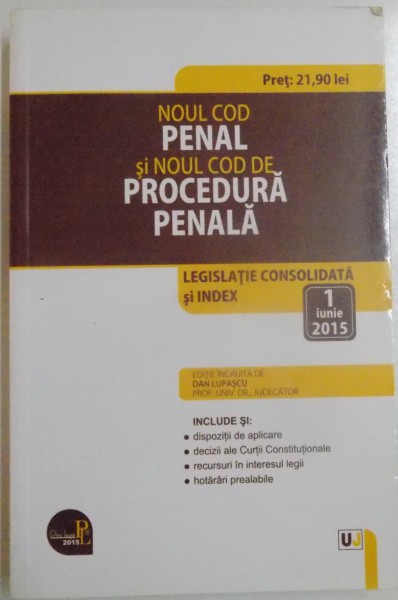 Preț: 21,90 lei
NOUL COD
PENAL
și NOUL COD DE
PROCEDURĂ
PENALĂ
LEGISLAȚIE CONSOLIDATĂ
și INDEX
1
iunie
2015
EDIȚIE ÎNGRIJITĂ DE
DAN LUPAȘCU
PROF. UNIV. DR., JUDECĂTOR
INCLUDE ȘI:
• dispoziții de aplicare
• decizii ale Curții Constituționale
• recursuri în interesul legii
• hotărâri prealabile
PL
2015
UJ